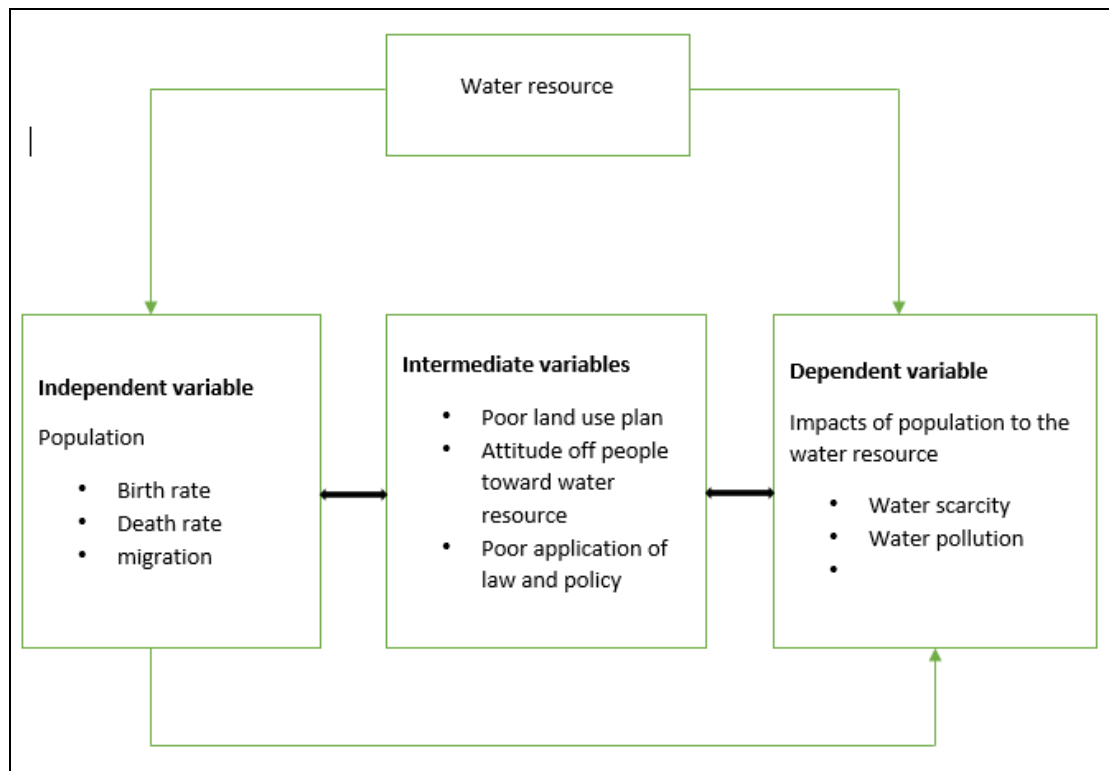 Water resource
Independent variable
Population
• Birth rate
• Death rate
• migration
Intermediate variables
• Poor land use plan
• Attitude off people
toward water
resource
• Poor application of
law and policy
Dependent variable
Impacts of population to the
water resource
• Water scarcity
• Water pollution
•